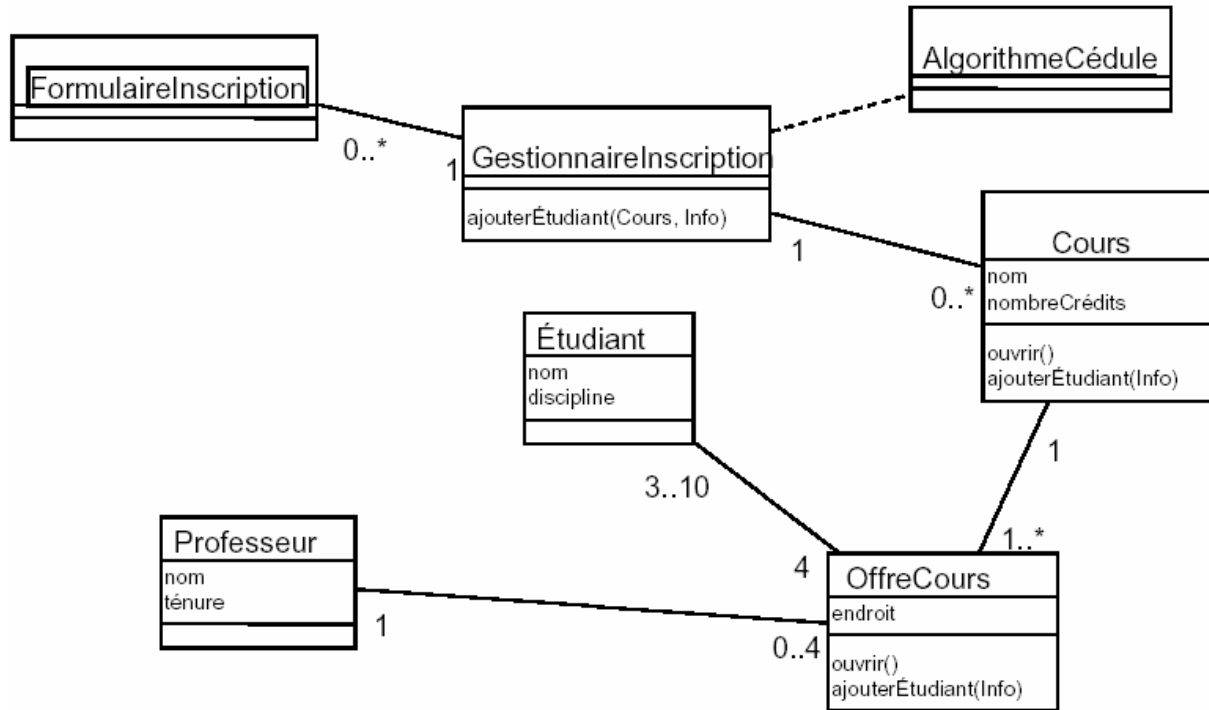 AlgorithmeCédule
FormulaireInscription
0..*
1
GestionnaireInscription
ajouterÉtudiant(Cours, Info)
1
0..*
Cours
nom
nombreCrédits
ouvrir()
ajouterÉtudiant(Info)
Étudiant
nom
discipline
3..10
4
1
1..*
Professeur
nom
ténure
1
0..4
OffreCours
endroit
ouvrir()
ajouterÉtudiant(Info)